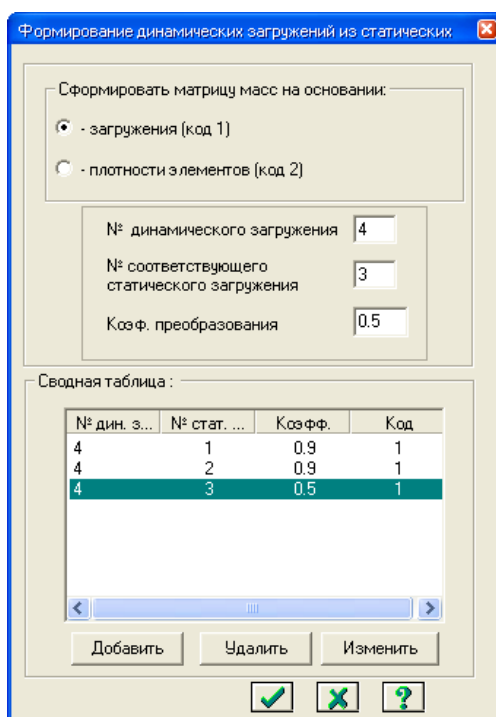 Формирование динамических загружений из статических
Сформировать матрицу масс на основании:
- загружения (код 1)
- плотности элементов (код 2)
№ динамического загружения 4
№ соответствующего
статического загружения 3
Коэф. преобразования 0.5
Сводная таблица :
№ дин. з... № стат. ... Коэфф. Код
4 1 0.9 1
4 2 0.9 1
4 3 0.5 1
Добавить Удалить Изменить